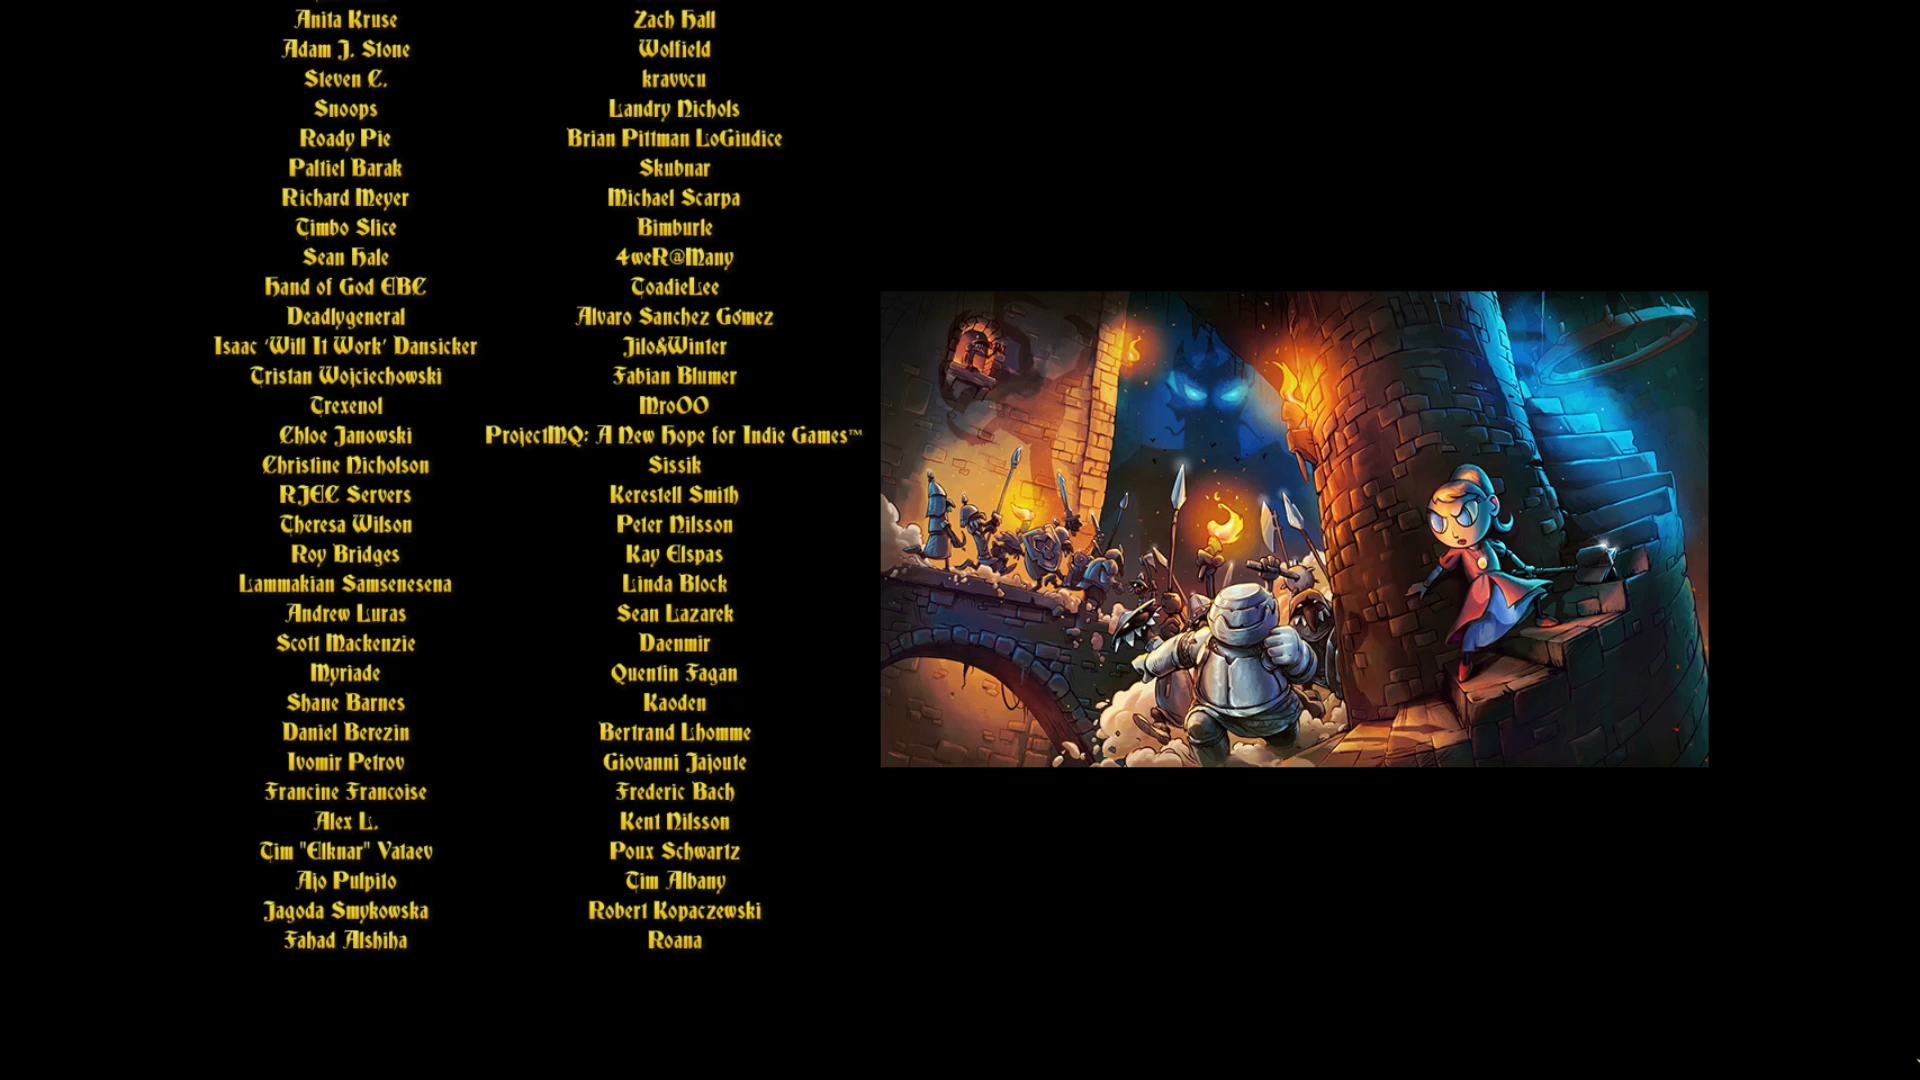 Anita Kruse
Adam J. Stone
Steven C.
Snoops
Roady Pie
Paltiel Barak
Richard Meyer
Timbo Slice
Sean Hale
Hand of God EBC
Deadlygeneral
Isaac 'Will It Work' Dansicker
Tristan Wojciechowski
Trexenol
Chloe Janowski
Christine Nicholson
RJEC Servers
Theresa Wilson
Roy Bridges
Lammakian Samsenesena
Andrew Luras
Scott Mackenzie
Myriade
Shane Barnes
Daniel Berezin
Ivomir Petrov
Francine Francoise
Alex L.
Tim "Elknar" Vataev
Ajo Pulpito
Jagoda Smykowska
Fahad Alshiha
Zach Hall
Wolfield
kravvcu
Landry Nichols
Brian Pittman LoGiudice
Skubnar
Michael Scarpa
Bimburle
4weR@Many
ToadieLee
Alvaro Sanchez Gómez
Jilo&Winter
Fabian Blumer
MroOO
ProjectMQ: A New Hope for Indie Games™
Sissik
Kerestell Smith
Peter Nilsson
Kay Elspas
Linda Block
Sean Lazarek
Daenmir
Quentin Fagan
Kaoden
Bertrand Lhomme
Giovanni Jajoute
Frederic Bach
Kent Nilsson
Poux Schwartz
Tim Albany
Robert Kopaczewski
Roana